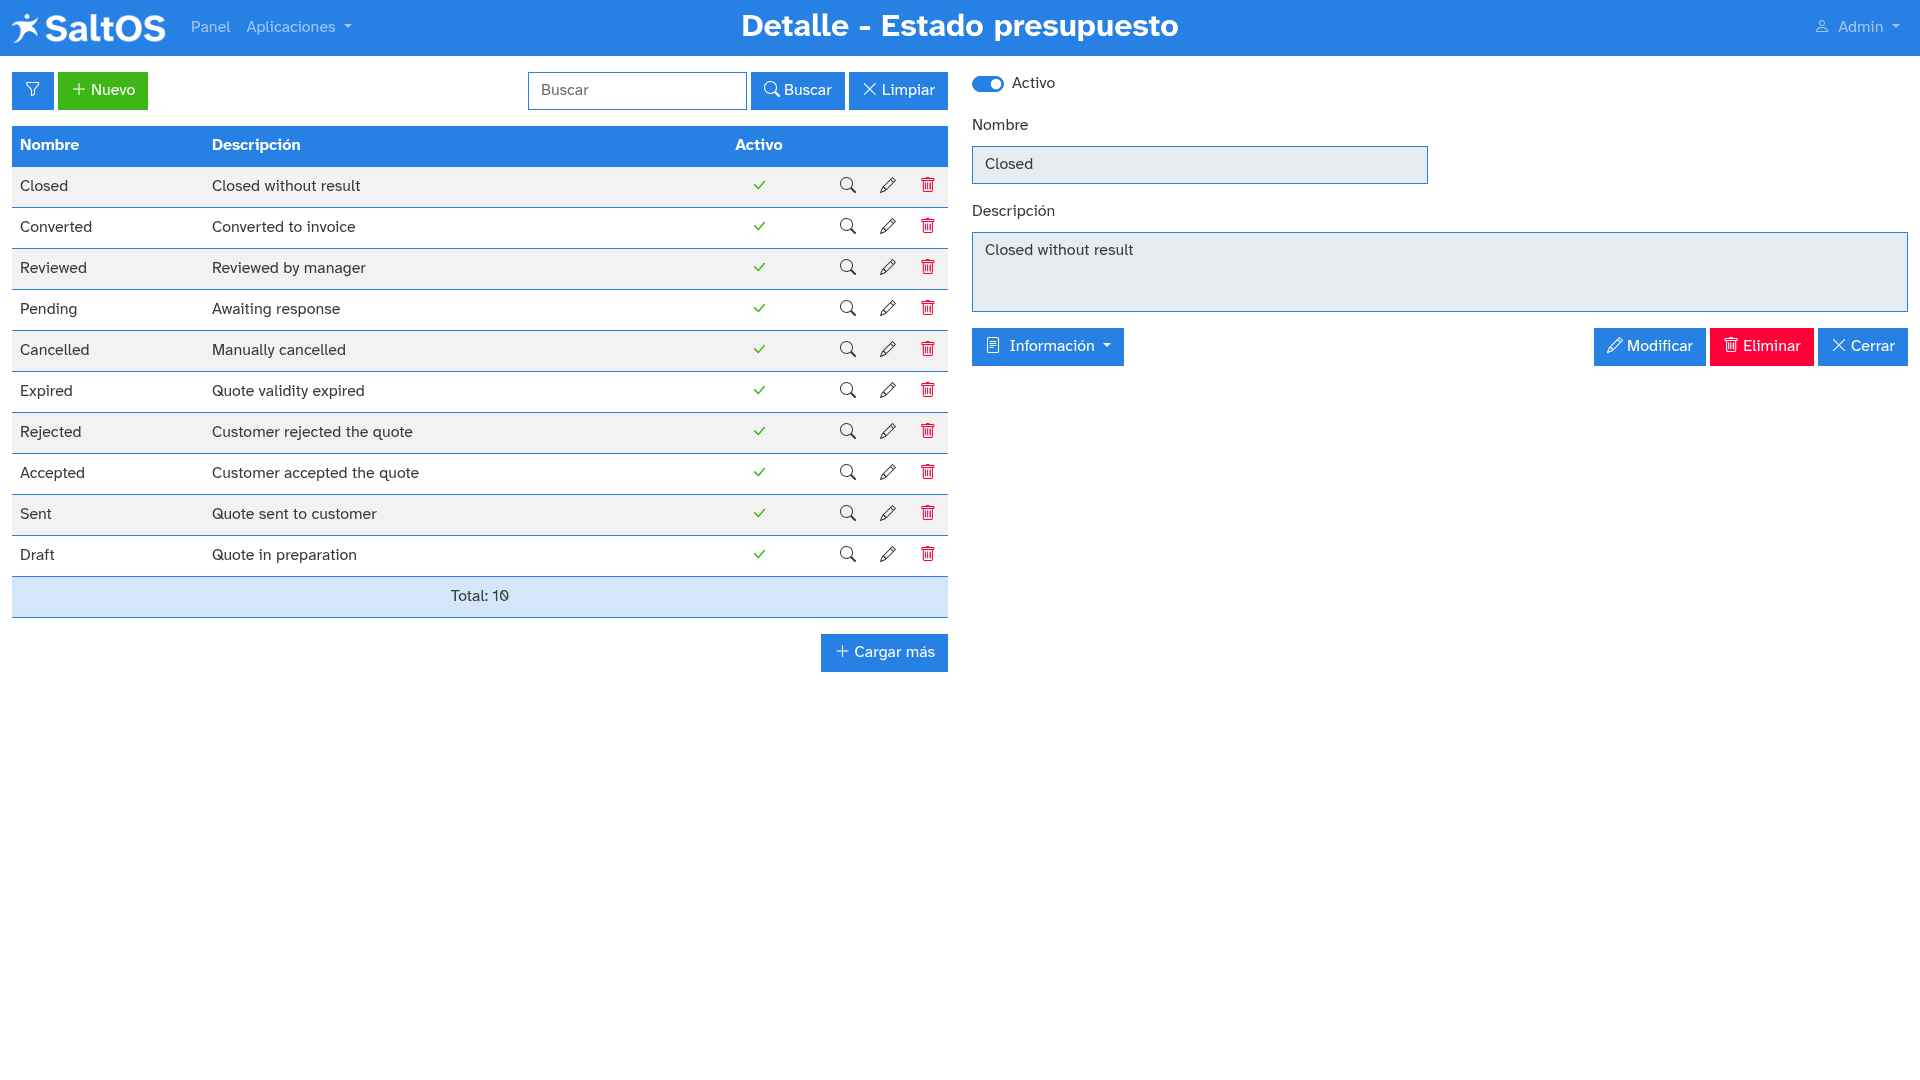 SaltOS Panel Aplicaciones Detalle - Estado presupuesto Admin
Nuevo Buscar Buscar Limpiar
Nombre Descripción Activo
Closed Closed without result
Converted Converted to invoice
Reviewed Reviewed by manager
Pending Awaiting response
Cancelled Manually cancelled
Expired Quote validity expired
Rejected Customer rejected the quote
Accepted Customer accepted the quote
Sent Quote sent to customer
Draft Quote in preparation
Total: 10
Cargar más
Activo
Nombre
Closed
Descripción
Closed without result
Información Modificar Eliminar Cerrar